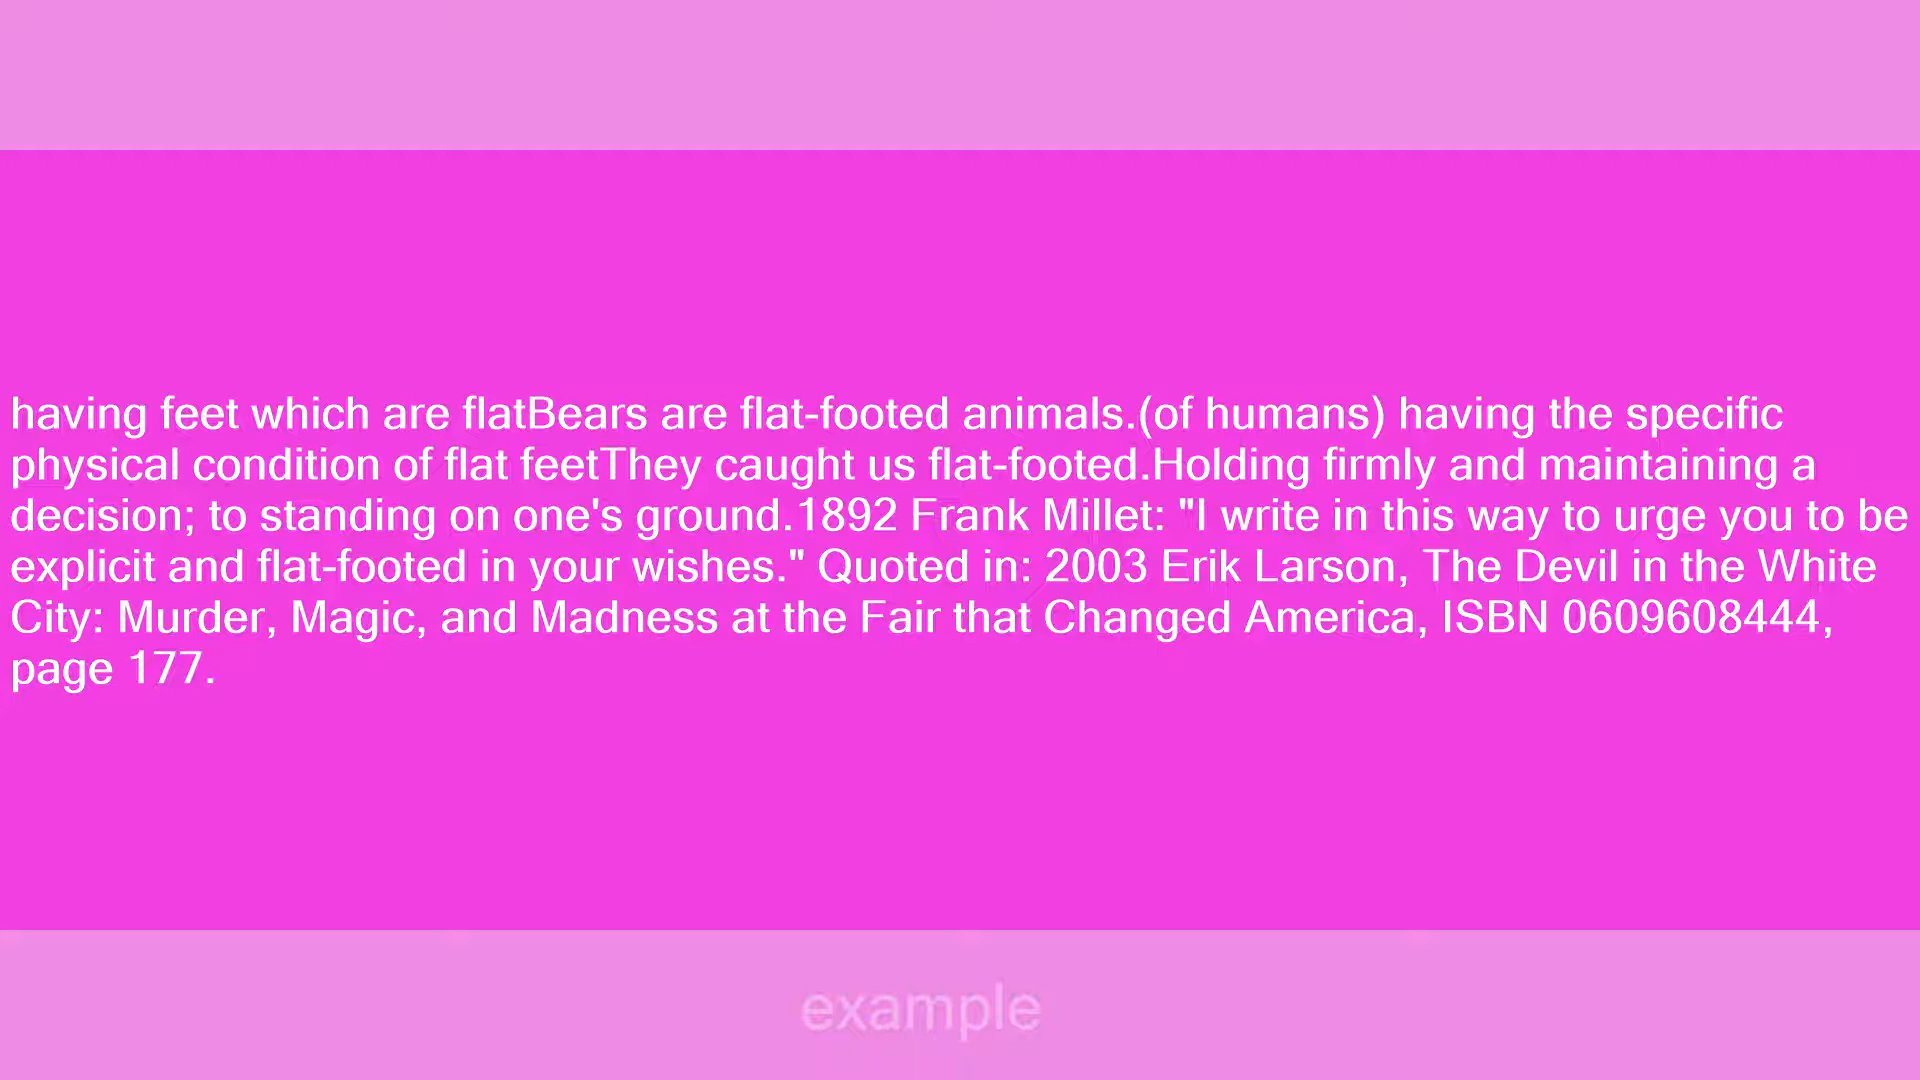 having feet which are flatBears are flat-footed animals.(of humans) having the specific
physical condition of flat feetThey caught us flat-footed.Holding firmly and maintaining a
decision; to standing on one's ground.1892 Frank Millet: "I write in this way to urge you to be
explicit and flat-footed in your wishes." Quoted in: 2003 Erik Larson, The Devil in the White
City: Murder, Magic, and Madness at the Fair that Changed America, ISBN 0609608444,
page 177.
example